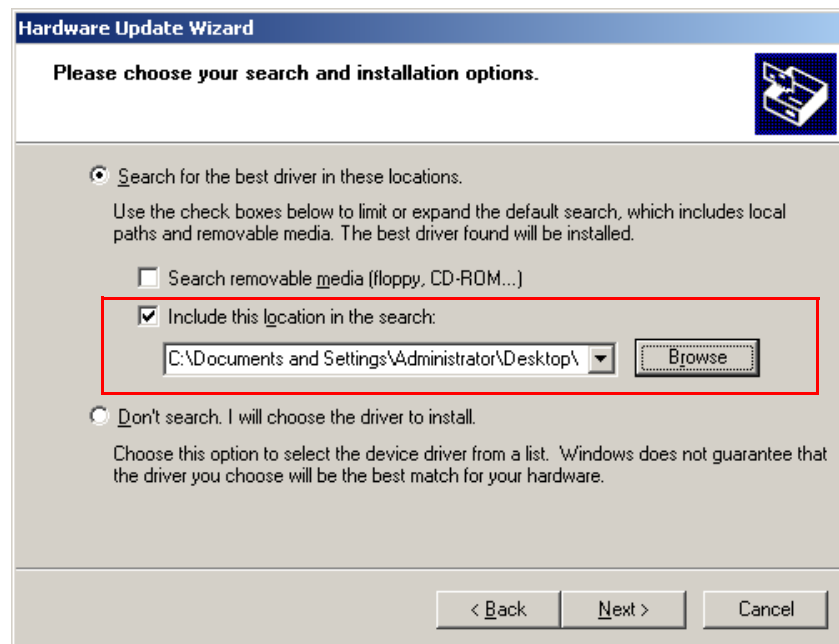 Hardware Update Wizard
Please choose your search and installation options.
Search for the best driver in these locations.
Use the check boxes below to limit or expand the default search, which includes local
paths and removable media. The best driver found will be installed.
Search removable media (floppy, CD-ROM...)
Include this location in the search:
C:\Documents and Settings\Administrator\Desktop\
Browse
Don't search. I will choose the driver to install.
Choose this option to select the device driver from a list. Windows does not guarantee that
the driver you choose will be the best match for your hardware.
< Back
Next >
Cancel